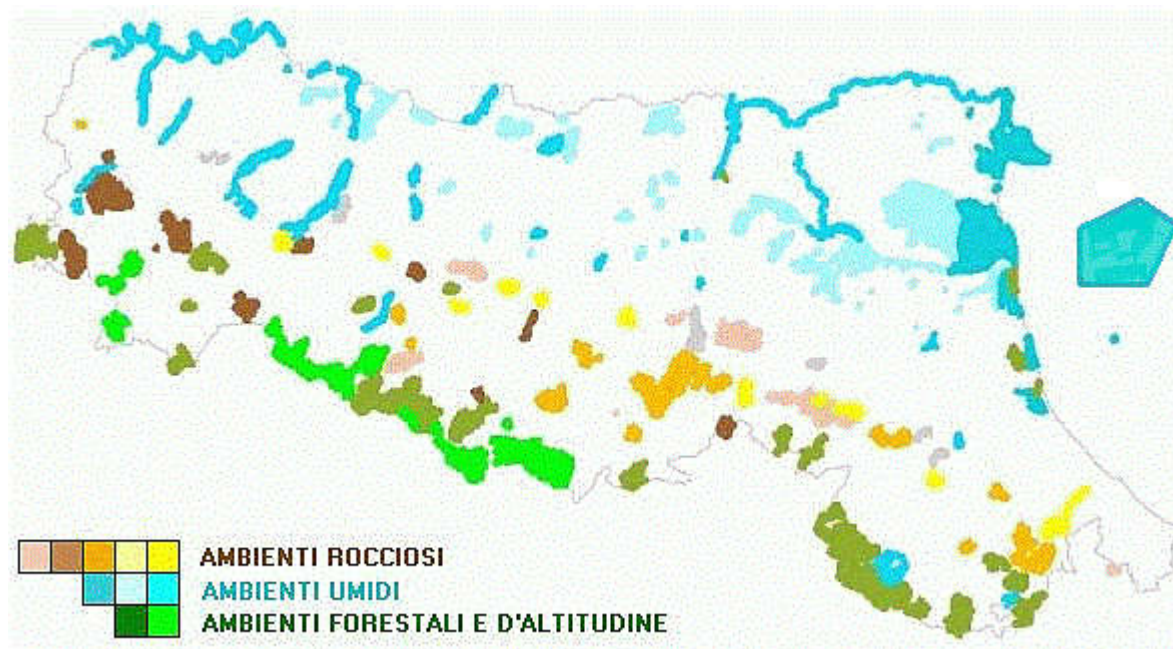 AMBIENTI ROCCIOSI
AMBIENTI UMIDI
AMBIENTI FORESTALI E D'ALTITUDINE